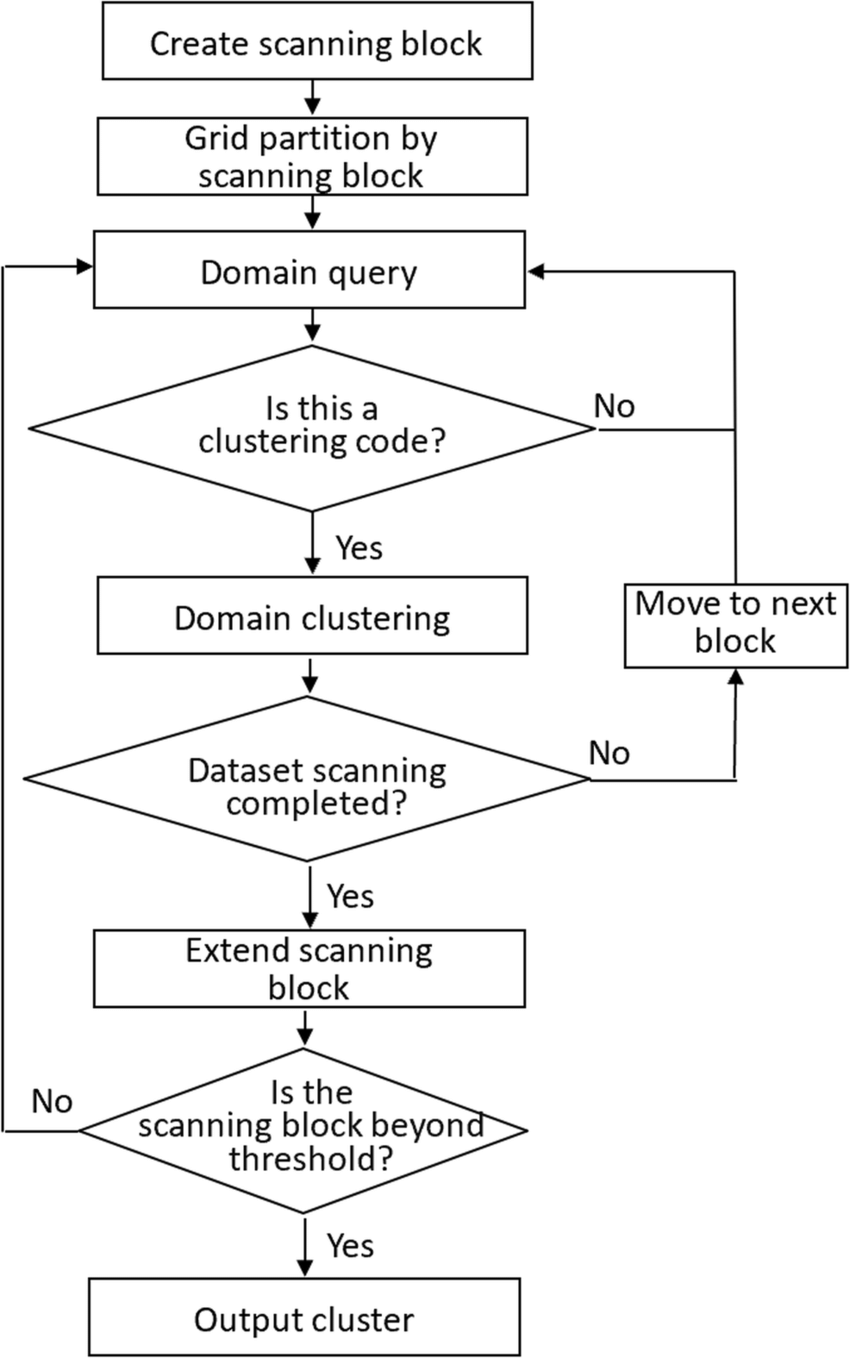 Create scanning block
Grid partition by
scanning block
Domain query
Is this a
clustering code?
No
Yes
Domain clustering
Move to next
block
Dataset scanning
completed?
No
Yes
Extend scanning
block
Is the
scanning block beyond
threshold?
No
Yes
Output cluster